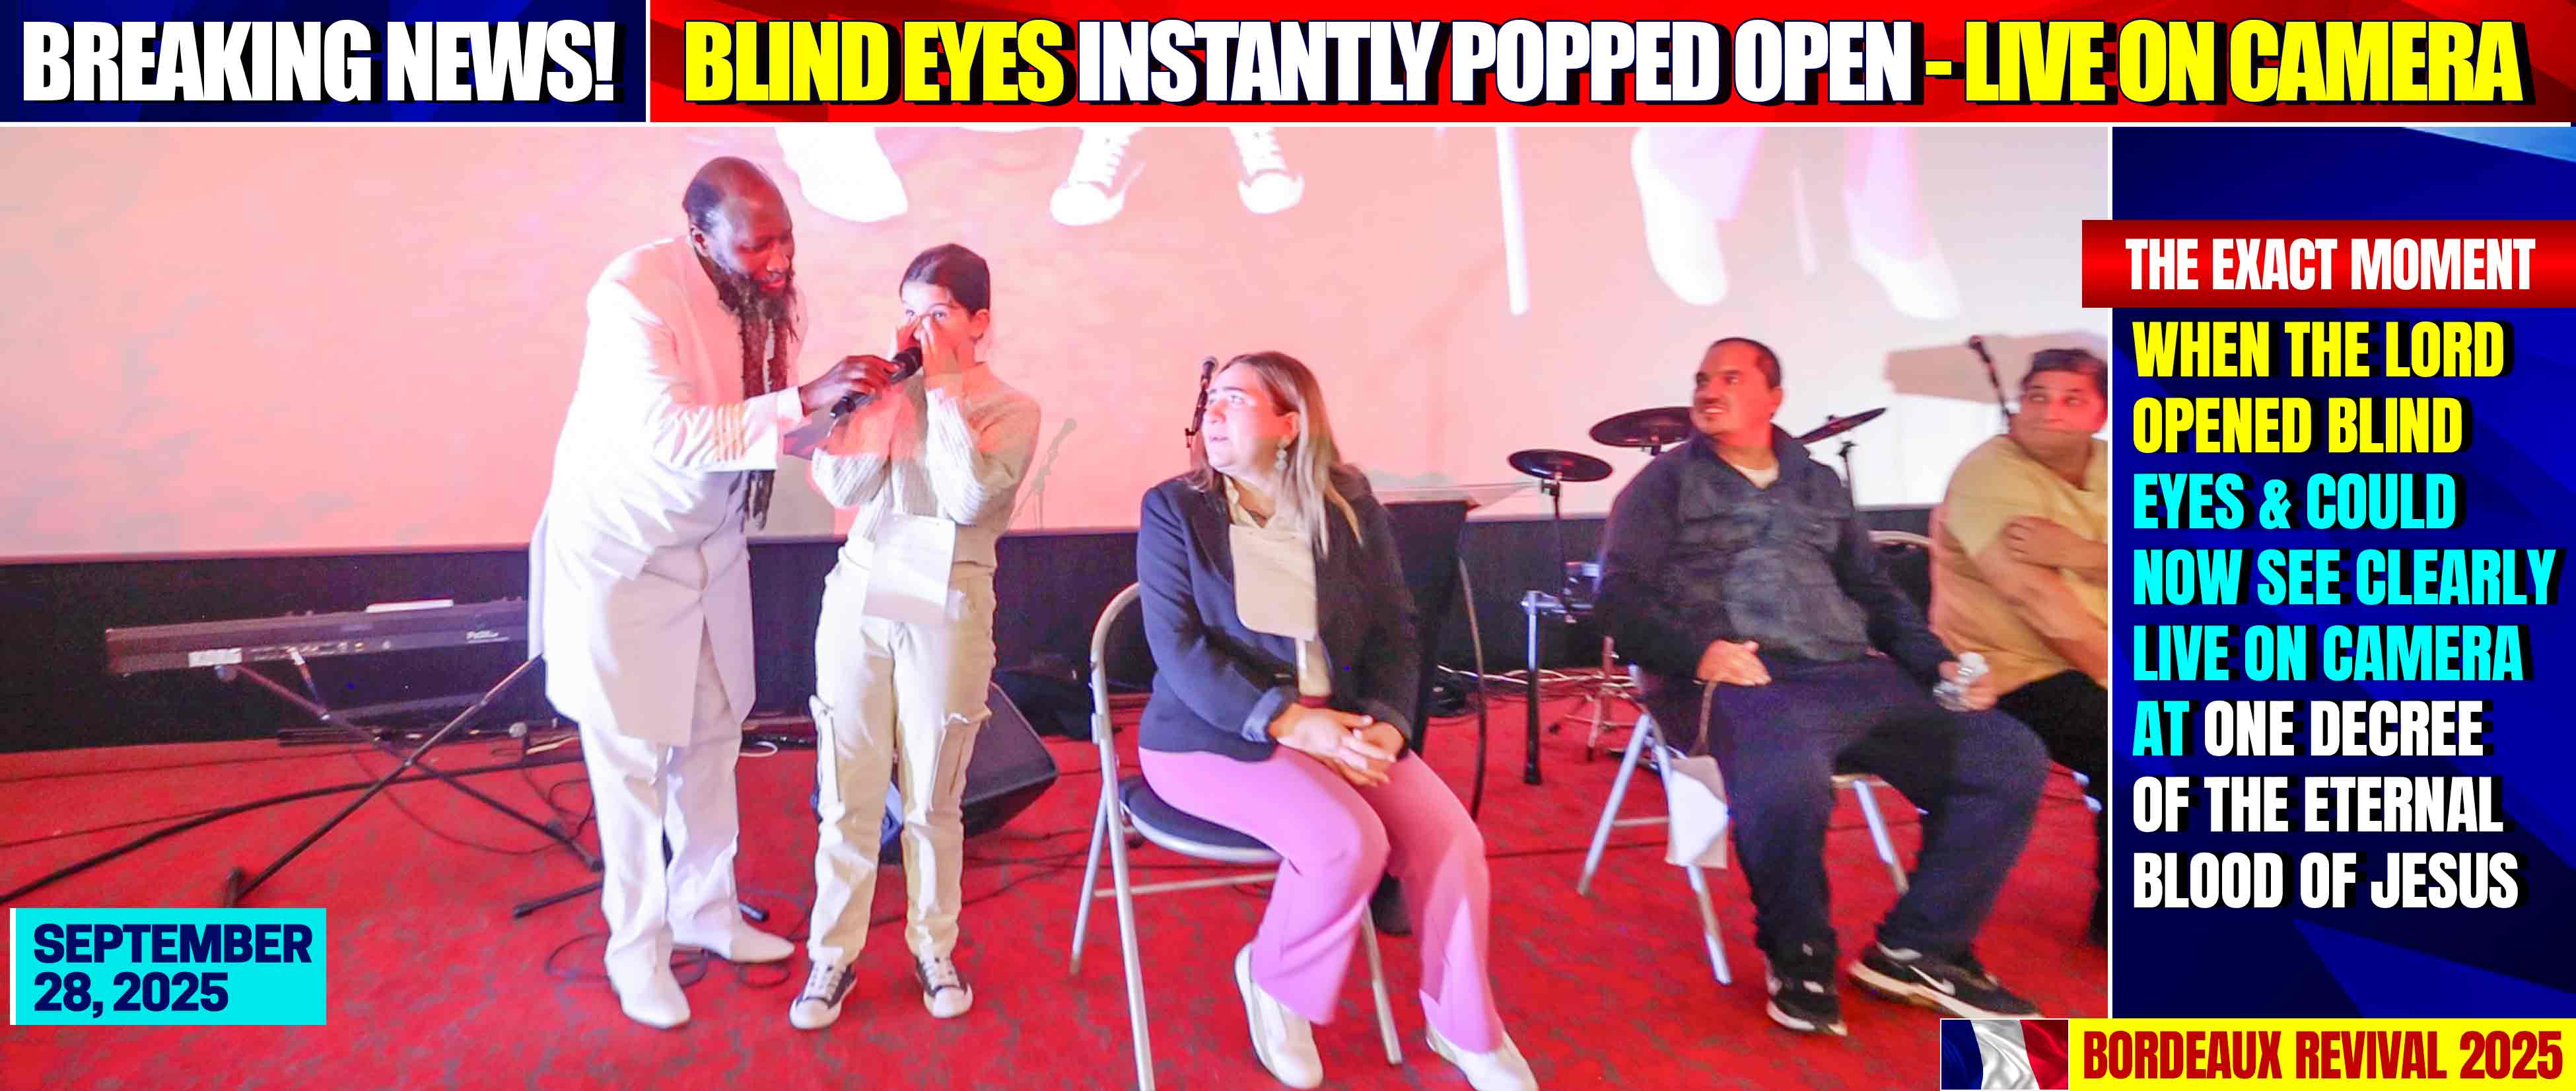 BREAKING NEWS!
BLIND EYES INSTANTLY POPPED OPEN - LIVE ON CAMERA
THE EXACT MOMENT
WHEN THE LORD
OPENED BLIND
EYES & COULD
NOW SEE CLEARLY
LIVE ON CAMERA
AT ONE DECREE
OF THE ETERNAL
BLOOD OF JESUS
SEPTEMBER
28, 2025
BORDEAUX REVIVAL 2025